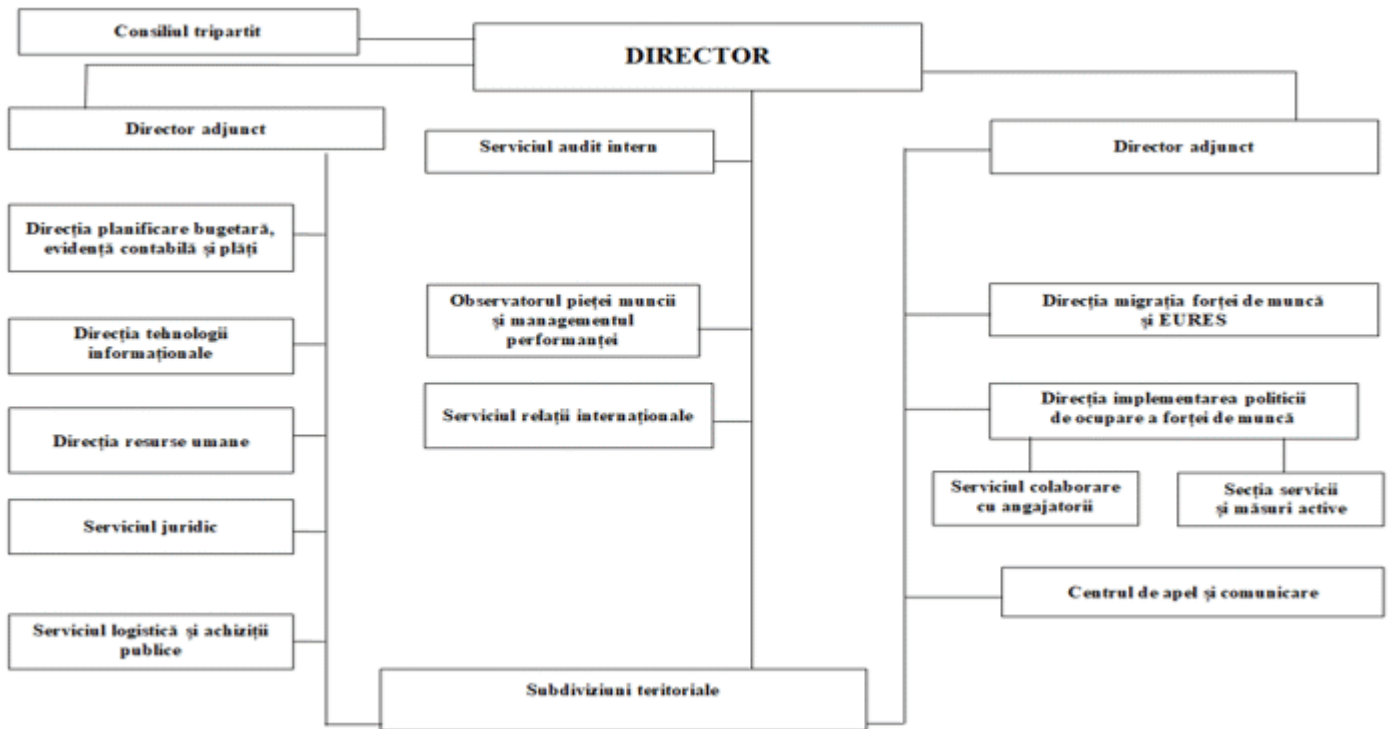 Consiliul tripartit
DIRECTOR
Director adjunct
Serviciul audit intern
Director adjunct
Direcția planificare bugetară,
evidență contabilă și plăți
Observatorul pieței muncii
și managementul
performanței
Direcția migrația forței de muncă
și EURES
Direcția tehnologii
informaționale
Serviciul relații internaționale
Direcția implementarea politicii
de ocupare a forței de muncă
Direcția resurse umane
Serviciul colaborare
cu angajatorii
Secția servicii
și măsuri active
Serviciul juridic
Centrul de apel și comunicare
Serviciul logistică și achiziții
publice
Subdiviziuni teritoriale